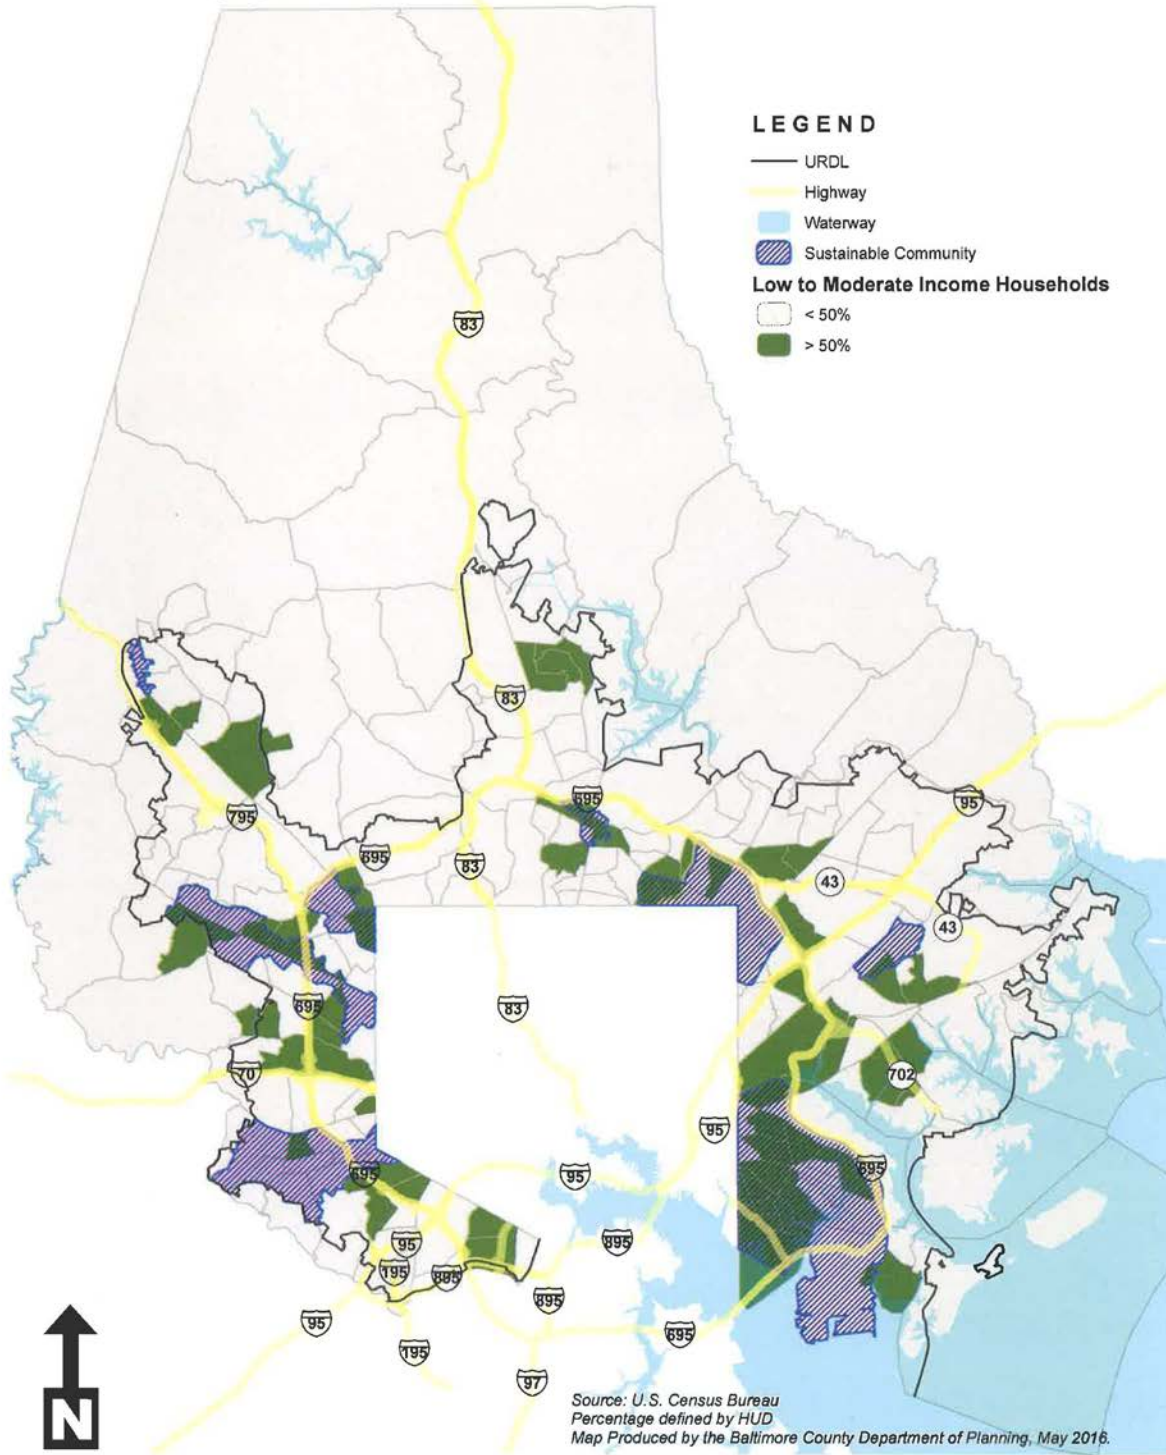 LEGEND
URDL
Highway
Waterway
Sustainable Community
Low to Moderate Income Households
< 50%
> 50%
83
83
695
795
695
83
95
43
43
695
83
70
702
95
695
695
95
95
895
195
895
895
95
695
195
97
N
Source: U.S. Census Bureau
Percentage defined by HUD
Map Produced by the Baltimore County Department of Planning, May 2016.